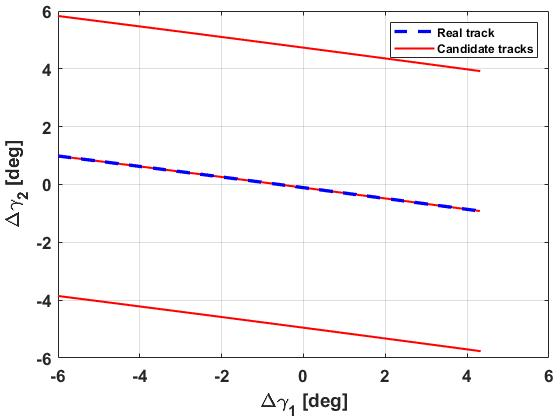 6
4
2
0
-2
-4
-6
Δγ₂ [deg]
Real track
Candidate tracks
-6 -4 -2 0 2 4 6
Δγ₁ [deg]